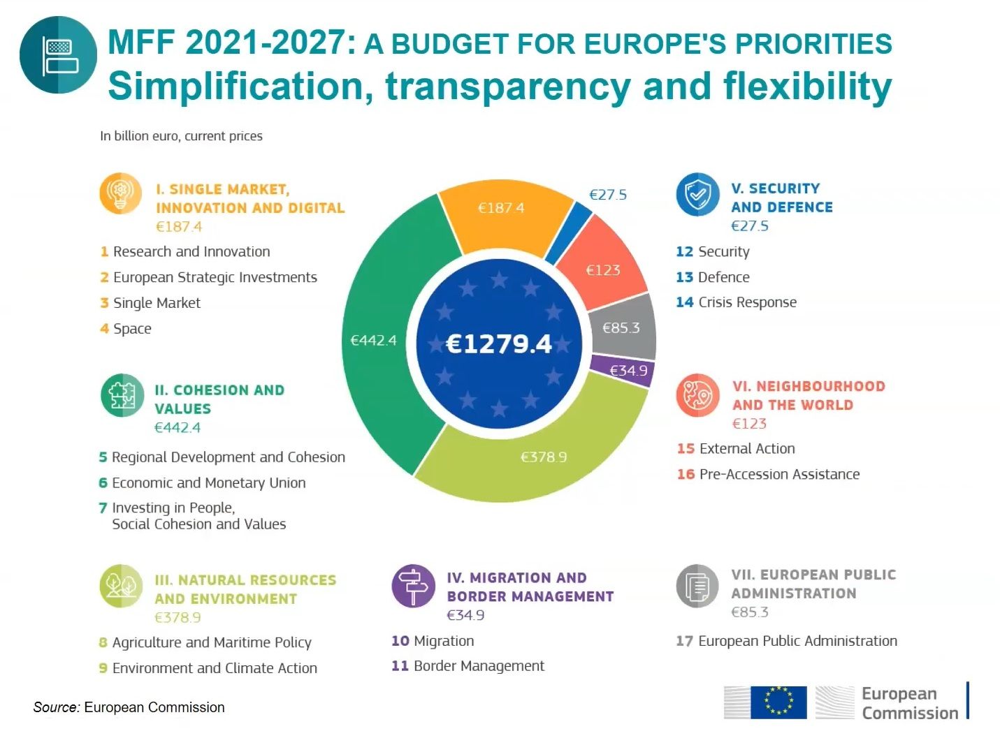 MFF 2021-2027: A BUDGET FOR EUROPE'S PRIORITIES
Simplification, transparency and flexibility
In billion euro, current prices
I. SINGLE MARKET,
INNOVATION AND DIGITAL
€187.4
1 Research and Innovation
2 European Strategic Investments
3 Single Market
4 Space
II. COHESION AND
VALUES
€442.4
5 Regional Development and Cohesion
6 Economic and Monetary Union
7 Investing in People,
Social Cohesion and Values
III. NATURAL RESOURCES
AND ENVIRONMENT
€378.9
8 Agriculture and Maritime Policy
9 Environment and Climate Action
€187.4
€27.5
€123
€85.3
€34.9
€378.9
€442.4
€1279.4
IV. MIGRATION AND
BORDER MANAGEMENT
€34.9
10 Migration
11 Border Management
V. SECURITY
AND DEFENCE
€27.5
12 Security
13 Defence
14 Crisis Response
VI. NEIGHBOURHOOD
AND THE WORLD
€123
15 External Action
16 Pre-Accession Assistance
VII. EUROPEAN PUBLIC
ADMINISTRATION
€85.3
17 European Public Administration
Source: European Commission
European
Commission